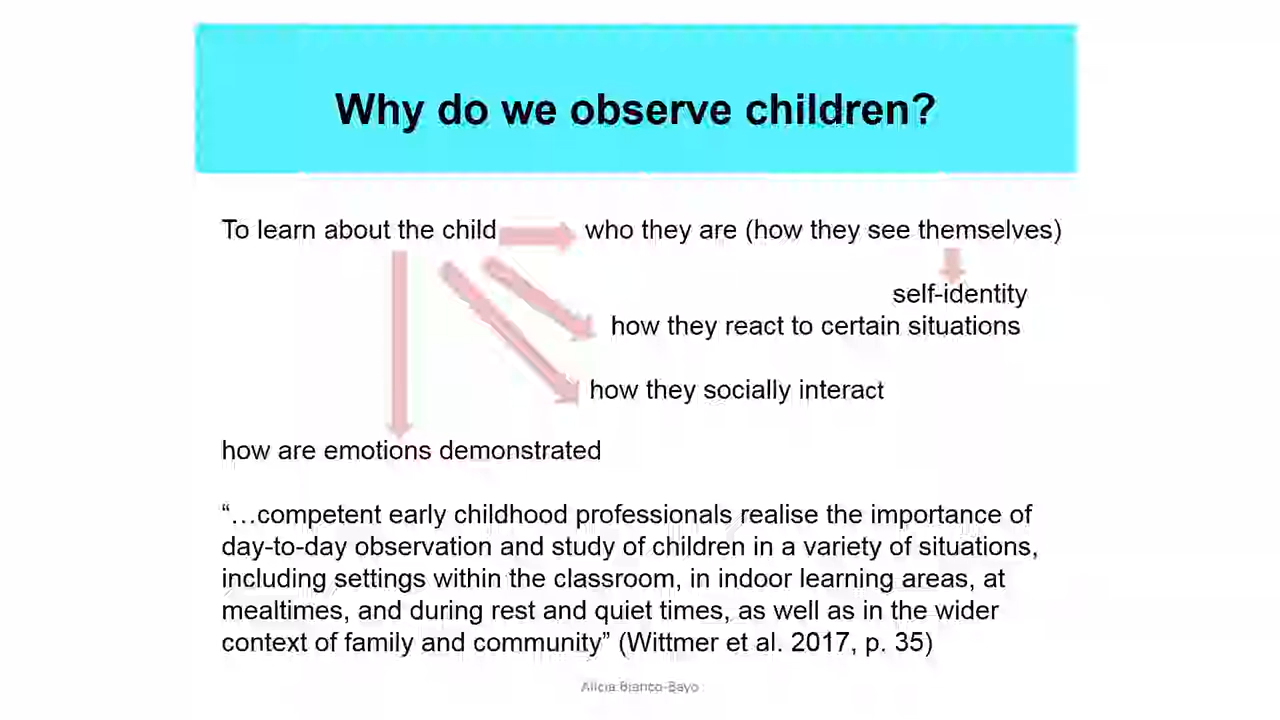 Why do we observe children?
To learn about the child who they are (how they see themselves)
self-identity
how they react to certain situations
how they socially interact
how are emotions demonstrated
“…competent early childhood professionals realise the importance of
day-to-day observation and study of children in a variety of situations,
including settings within the classroom, in indoor learning areas, at
mealtimes, and during rest and quiet times, as well as in the wider
context of family and community” (Wittmer et al. 2017, p. 35)
Alicia Blanco-Bayo